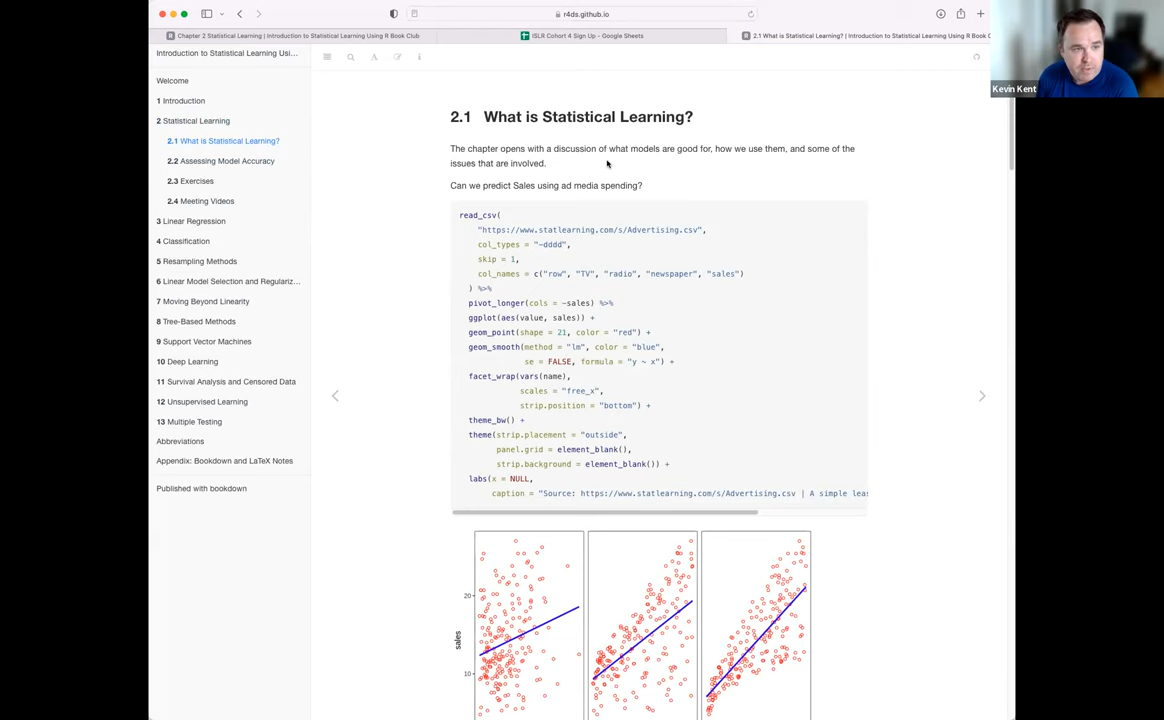 r4ds.github.io
Chapter 2 Statistical Learning | Introduction to Statistical Learning Using R Book Club
ISLR Cohort 4 Sign Up - Google Sheets
2.1 What is Statistical Learning? | Introduction to Statistical Learning Using R Book C
Kevin Kent
Introduction to Statistical Learning Usi...
Welcome
1 Introduction
2 Statistical Learning
2.1 What is Statistical Learning?
2.2 Assessing Model Accuracy
2.3 Exercises
2.4 Meeting Videos
3 Linear Regression
4 Classification
5 Resampling Methods
6 Linear Model Selection and Regulariz...
7 Moving Beyond Linearity
8 Tree-Based Methods
9 Support Vector Machines
10 Deep Learning
11 Survival Analysis and Censored Data
12 Unsupervised Learning
13 Multiple Testing
Abbreviations
Appendix: Bookdown and LaTeX Notes
Published with bookdown
2.1 What is Statistical Learning?
The chapter opens with a discussion of what models are good for, how we use them, and some of the
issues that are involved.
Can we predict Sales using ad media spending?
read_csv(
"https://www.statlearning.com/s/Advertising.csv",
col_types = "-dddd",
skip = 1,
col_names = c("row", "TV", "radio", "newspaper", "sales")
) %>%
pivot_longer(cols = -sales) %>%
ggplot(aes(value, sales)) +
geom_point(shape = 21, color = "red") +
geom_smooth(method = "lm", color = "blue",
se = FALSE, formula = "y ~ x") +
facet_wrap(vars(name),
scales = "free_x",
strip.position = "bottom") +
theme_bw() +
theme(strip.placement = "outside",
panel.grid = element_blank(),
strip.background = element_blank()) +
labs(x = NULL,
caption = "Source: https://www.statlearning.com/s/Advertising.csv | A simple leas
20
sales
10